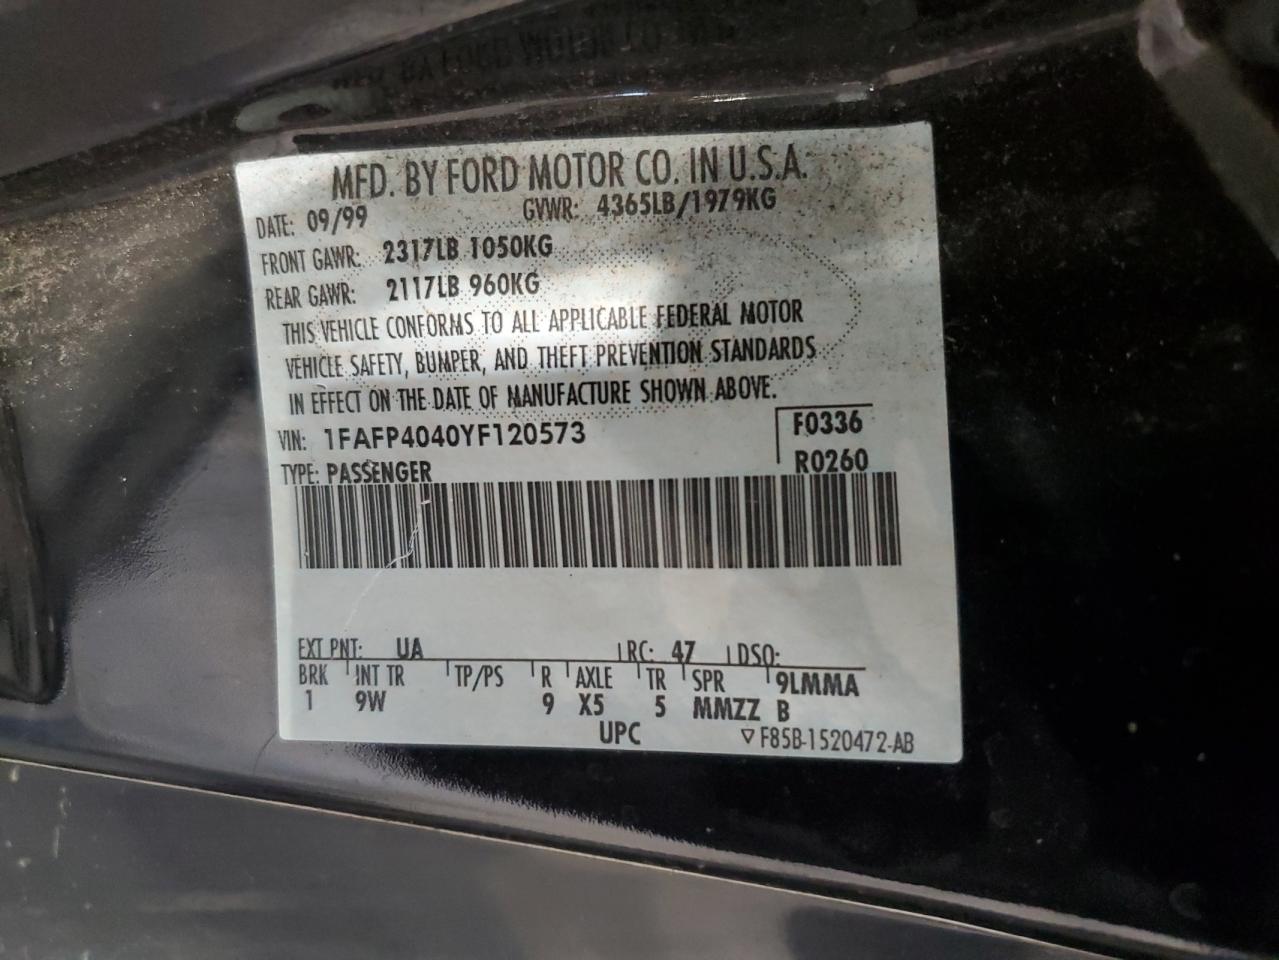 MFD. BY FORD MOTOR CO. IN U.S.A.
DATE: 09/99 GVWR: 4365LB/1979KG
FRONT GAWR: 2317LB 1050KG
REAR GAWR: 2117LB 960KG
THIS VEHICLE CONFORMS TO ALL APPLICABLE FEDERAL MOTOR
VEHICLE SAFETY, BUMPER, AND THEFT PREVENTION STANDARDS
IN EFFECT ON THE DATE OF MANUFACTURE SHOWN ABOVE.
VIN: 1FAFP4040YF120573 F0336
TYPE: PASSENGER R0260
EXT PNT: UA RC: 47 DSO:
BRK INT TR TP/PS R AXLE TR SPR 9LMMA
1 9W 9 X5 5 MMZZ B
UPC ▽F85B-1520472-AB